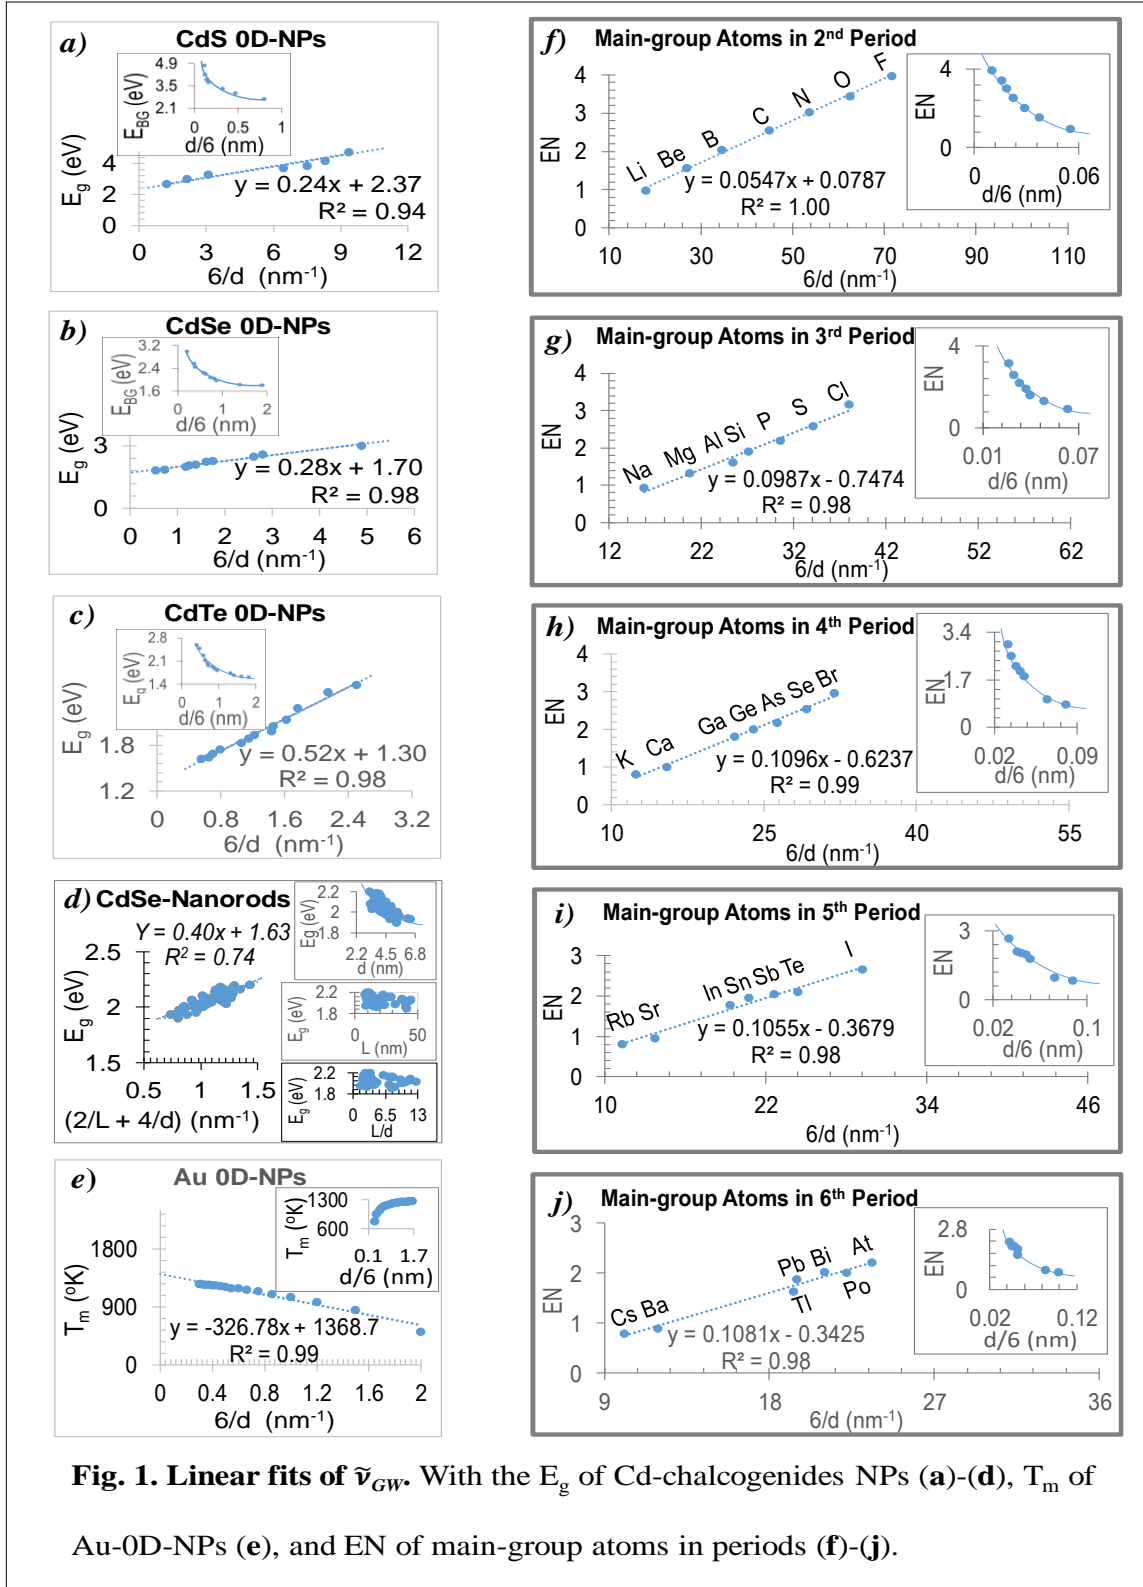 a) CdS 0D-NPs
E_BG (eV)
4.9
3.5
2.1
0 0.5 1
d/6 (nm)
E_g (eV)
4
2
0
y = 0.24x + 2.37
R² = 0.94
0 3 6 9 12
6/d (nm⁻¹)
b) CdSe 0D-NPs
E_BG (eV)
3.2
2.4
1.6
0 1 2
d/6 (nm)
E_g (eV)
3
0
y = 0.28x + 1.70
R² = 0.98
0 1 2 3 4 5 6
6/d (nm⁻¹)
c) CdTe 0D-NPs
E_g (eV)
2.8
2.1
1.4
0 1 2
d/6 (nm)
E_g (eV)
1.8
1.2
y = 0.52x + 1.30
R² = 0.98
0 0.8 1.6 2.4 3.2
6/d (nm⁻¹)
d) CdSe-Nanorods
Y = 0.40x + 1.63
R² = 0.74
E_g (eV)
2.5
2
1.5
0.5 1 1.5
(2/L + 4/d) (nm⁻¹)
Eg (eV)
2.2
2
1.8
2.2 4.5 6.8
d (nm)
E_g (eV)
2.2
1.8
0 50
L (nm)
E_g (eV)
2.2
1.8
0 6.5 13
L/d
e) Au 0D-NPs
T_m (°K)
1300
600
0.1 1.7
d/6 (nm)
T_m (°K)
1800
900
0
y = -326.78x + 1368.7
R² = 0.99
0 0.4 0.8 1.2 1.6 2
6/d (nm⁻¹)
f) Main-group Atoms in 2nd Period
EN
4
3
2
1
0
Li Be B C N O F
y = 0.0547x + 0.0787
R² = 1.00
10 30 50 70 90 110
6/d (nm⁻¹)
EN
4
0
0 0.06
d/6 (nm)
g) Main-group Atoms in 3rd Period
EN
4
3
2
1
0
Na Mg Al Si P S Cl
y = 0.0987x - 0.7474
R² = 0.98
12 22 32 42 52 62
6/d (nm⁻¹)
EN
4
2
0
0.01 0.07
d/6 (nm)
h) Main-group Atoms in 4th Period
EN
4
3
2
1
0
K Ca Ga Ge As Se Br
y = 0.1096x - 0.6237
R² = 0.99
10 25 40 55
6/d (nm⁻¹)
EN
3.4
1.7
0
0.02 0.09
d/6 (nm)
i) Main-group Atoms in 5th Period
EN
3
2
1
0
Rb Sr In Sn Sb Te I
y = 0.1055x - 0.3679
R² = 0.98
10 22 34 46
6/d (nm⁻¹)
EN
3
0
0.02 0.1
d/6 (nm)
j) Main-group Atoms in 6th Period
EN
3
2
1
0
Cs Ba Tl Pb Bi Po At
y = 0.1081x - 0.3425
R² = 0.98
9 18 27 36
6/d (nm⁻¹)
EN
2.8
0
0.02 0.12
d/6 (nm)
Fig. 1. Linear fits of ṽ_GW. With the E_g of Cd-chalcogenides NPs (a)-(d), T_m of
Au-0D-NPs (e), and EN of main-group atoms in periods (f)-(j).